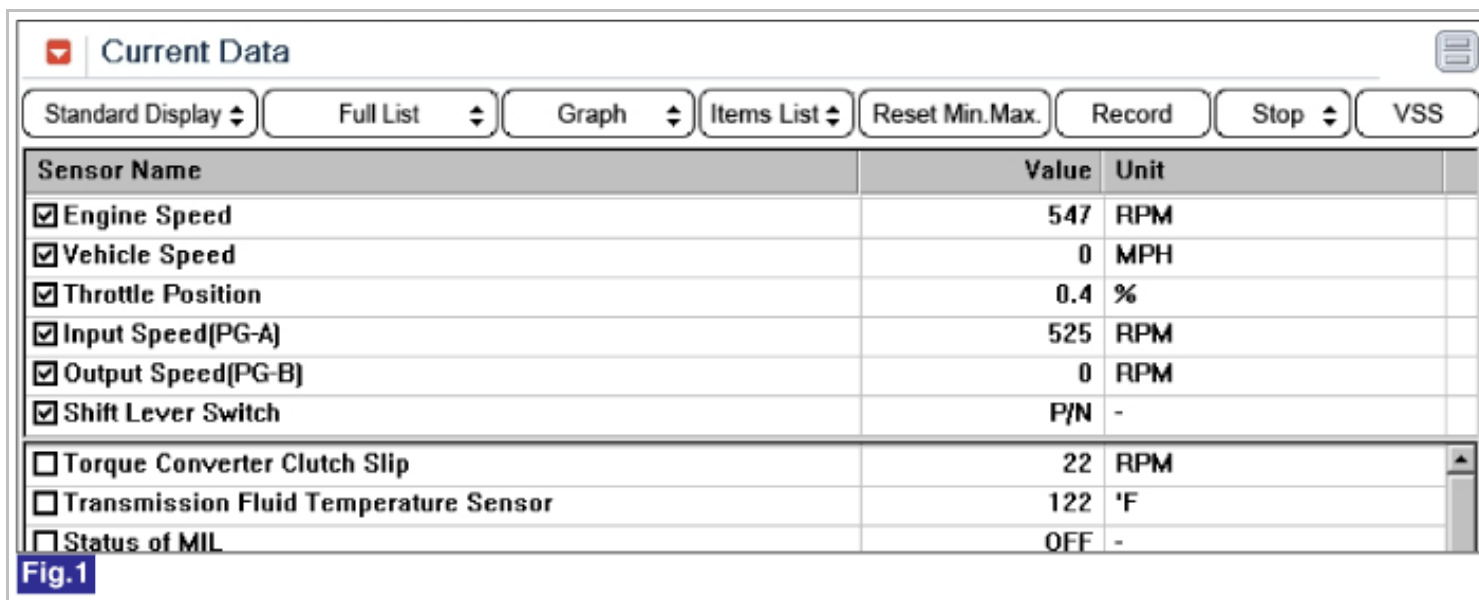 Current Data
Standard Display Full List Graph Items List Reset Min.Max. Record Stop VSS
Sensor Name Value Unit
Engine Speed 547 RPM
Vehicle Speed 0 MPH
Throttle Position 0.4 %
Input Speed(PG-A) 525 RPM
Output Speed(PG-B) 0 RPM
Shift Lever Switch P/N -
Torque Converter Clutch Slip 22 RPM
Transmission Fluid Temperature Sensor 122 'F
Status of MIL OFF -
Fig.1